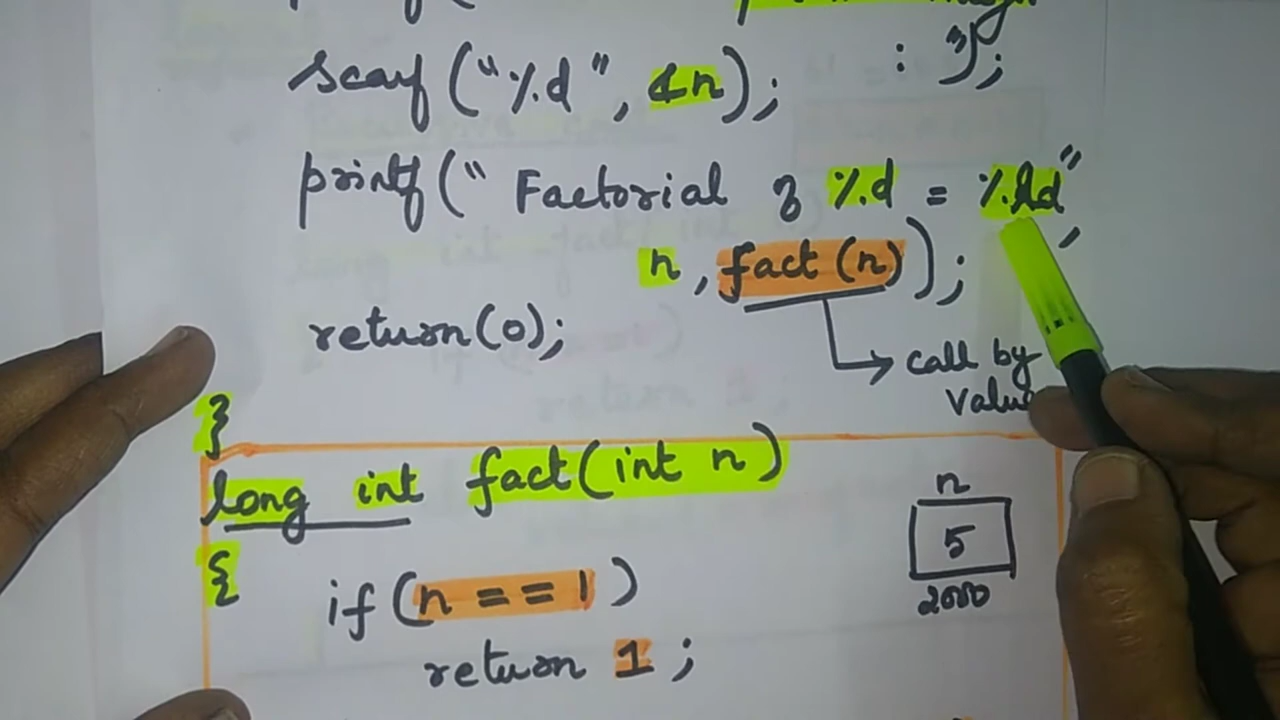 scanf ("%d", &n); : ");
printf (" Factorial of %d = %ld",
n, fact (n));
return (0);
call by
Value
}
long int fact (int n)
{
n
5
2000
if (n == 1)
return 1;